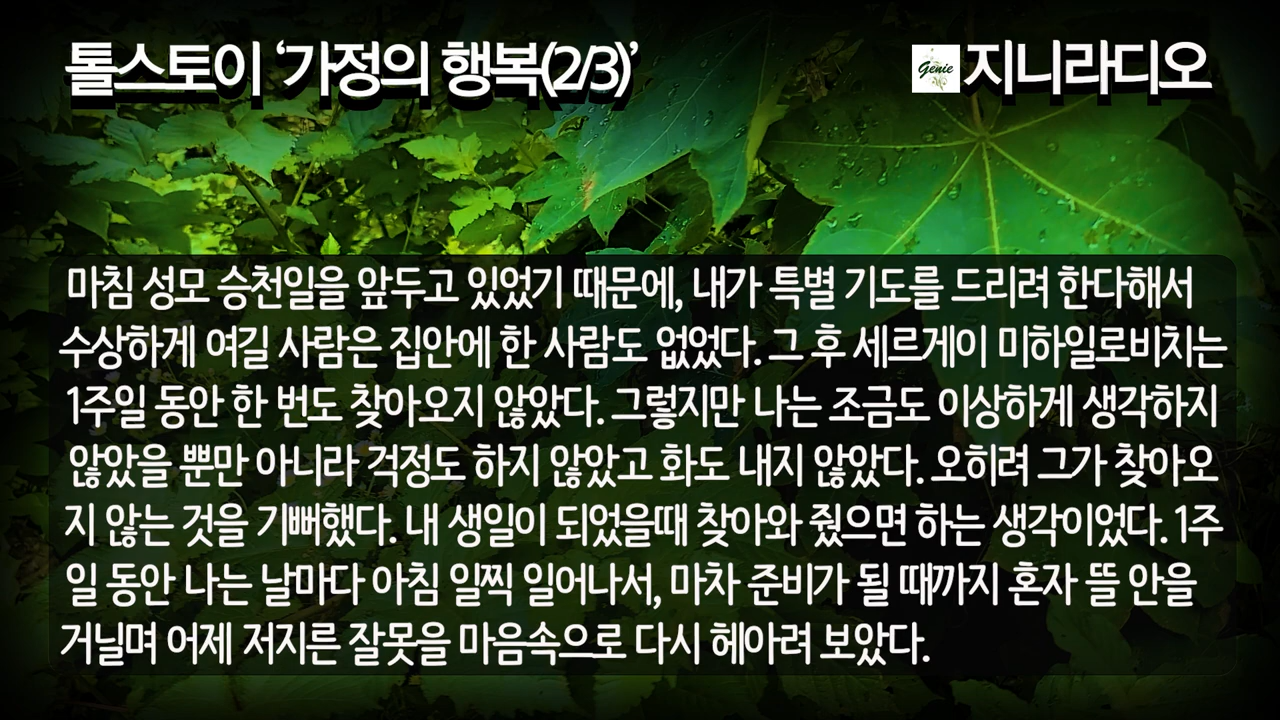 톨스토이 ‘가정의 행복(2/3)’
Genie 지니라디오
마침 성모 승천일을 앞두고 있었기 때문에, 내가 특별 기도를 드리려 한다해서
수상하게 여길 사람은 집안에 한 사람도 없었다. 그 후 세르게이 미하일로비치는
1주일 동안 한 번도 찾아오지 않았다. 그렇지만 나는 조금도 이상하게 생각하지
않았을 뿐만 아니라 걱정도 하지 않았고 화도 내지 않았다. 오히려 그가 찾아오
지 않는 것을 기뻐했다. 내 생일이 되었을때 찾아와 줬으면 하는 생각이었다. 1주
일 동안 나는 날마다 아침 일찍 일어나서, 마차 준비가 될 때까지 혼자 뜰 안을
거닐며 어제 저지른 잘못을 마음속으로 다시 헤아려 보았다.